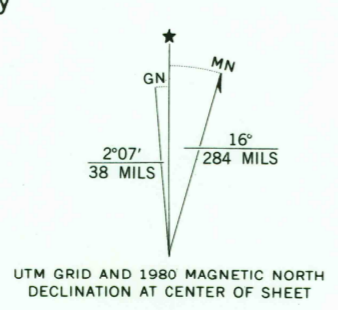 y
★
GN
MN
2°07′
38 MILS
16°
284 MILS
UTM GRID AND 1980 MAGNETIC NORTH
DECLINATION AT CENTER OF SHEET